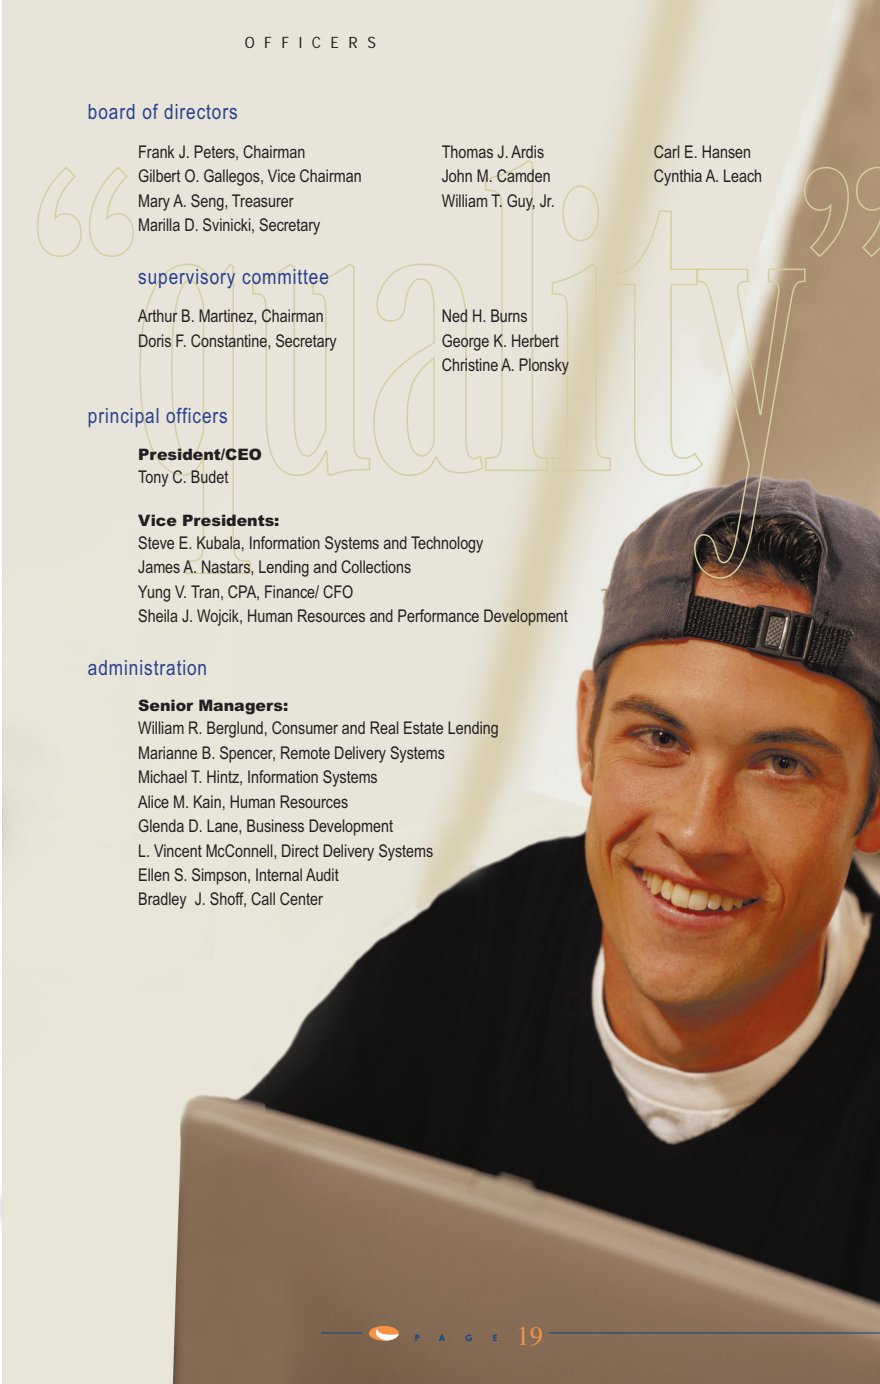 OFFICERS
board of directors
Frank J. Peters, Chairman
Gilbert O. Gallegos, Vice Chairman
Mary A. Seng, Treasurer
Marilla D. Svinicki, Secretary
Thomas J. Ardis
John M. Camden
William T. Guy, Jr.
Carl E. Hansen
Cynthia A. Leach
“quality”
supervisory committee
Arthur B. Martinez, Chairman
Doris F. Constantine, Secretary
Ned H. Burns
George K. Herbert
Christine A. Plonsky
principal officers
President/CEO
Tony C. Budet
Vice Presidents:
Steve E. Kubala, Information Systems and Technology
James A. Nastars, Lending and Collections
Yung V. Tran, CPA, Finance/ CFO
Sheila J. Wojcik, Human Resources and Performance Development
administration
Senior Managers:
William R. Berglund, Consumer and Real Estate Lending
Marianne B. Spencer, Remote Delivery Systems
Michael T. Hintz, Information Systems
Alice M. Kain, Human Resources
Glenda D. Lane, Business Development
L. Vincent McConnell, Direct Delivery Systems
Ellen S. Simpson, Internal Audit
Bradley J. Shoff, Call Center
PAGE 19